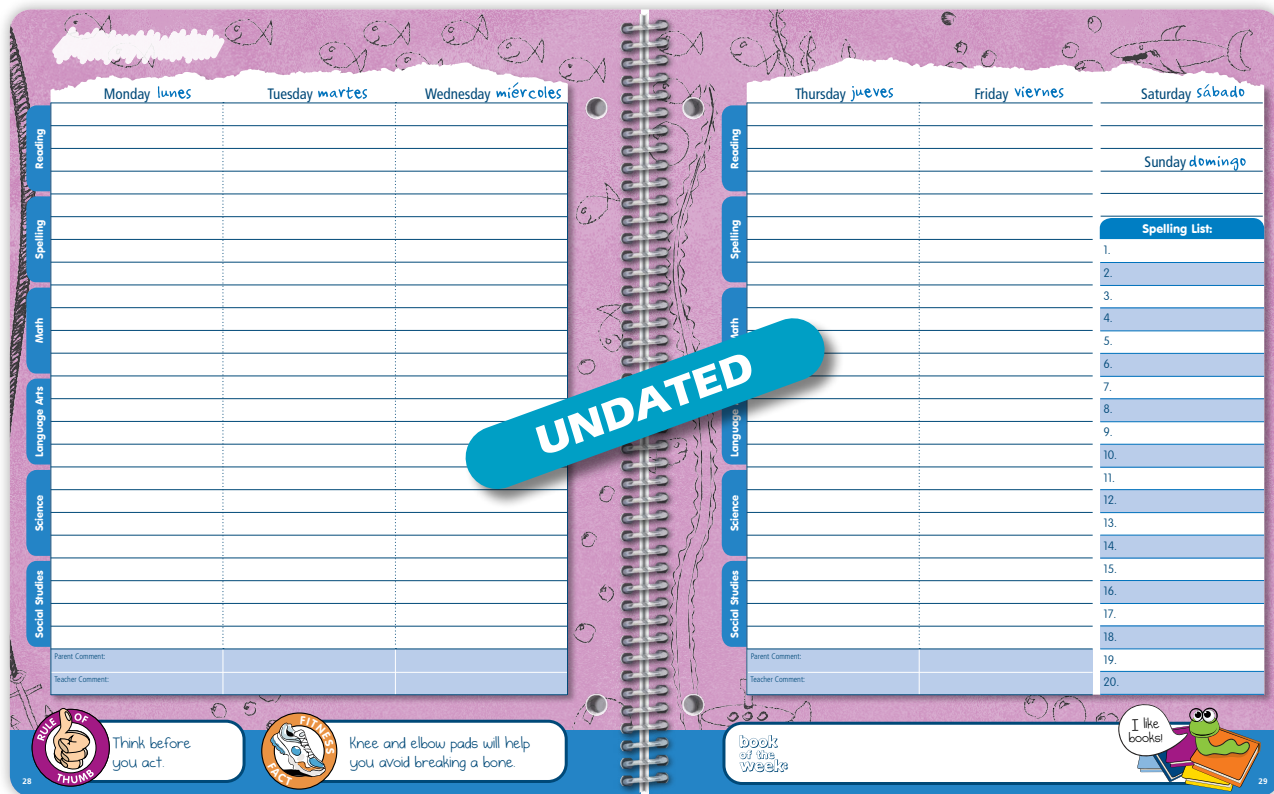 Monday lunes
Tuesday martes
Wednesday miércoles
Reading
Spelling
Math
Language Arts
Science
Social Studies
Parent Comment:
Teacher Comment:
RULE OF THUMB
Think before
you act.
FITNESS FACT
Knee and elbow pads will help
you avoid breaking a bone.
28
UNDATED
Thursday jueves
Friday viernes
Saturday sábado
Sunday domingo
Reading
Spelling
Math
Language
Science
Social Studies
Parent Comment:
Teacher Comment:
Spelling List:
1.
2.
3.
4.
5.
6.
7.
8.
9.
10.
11.
12.
13.
14.
15.
16.
17.
18.
19.
20.
book
of the
week:
I like
books!
29